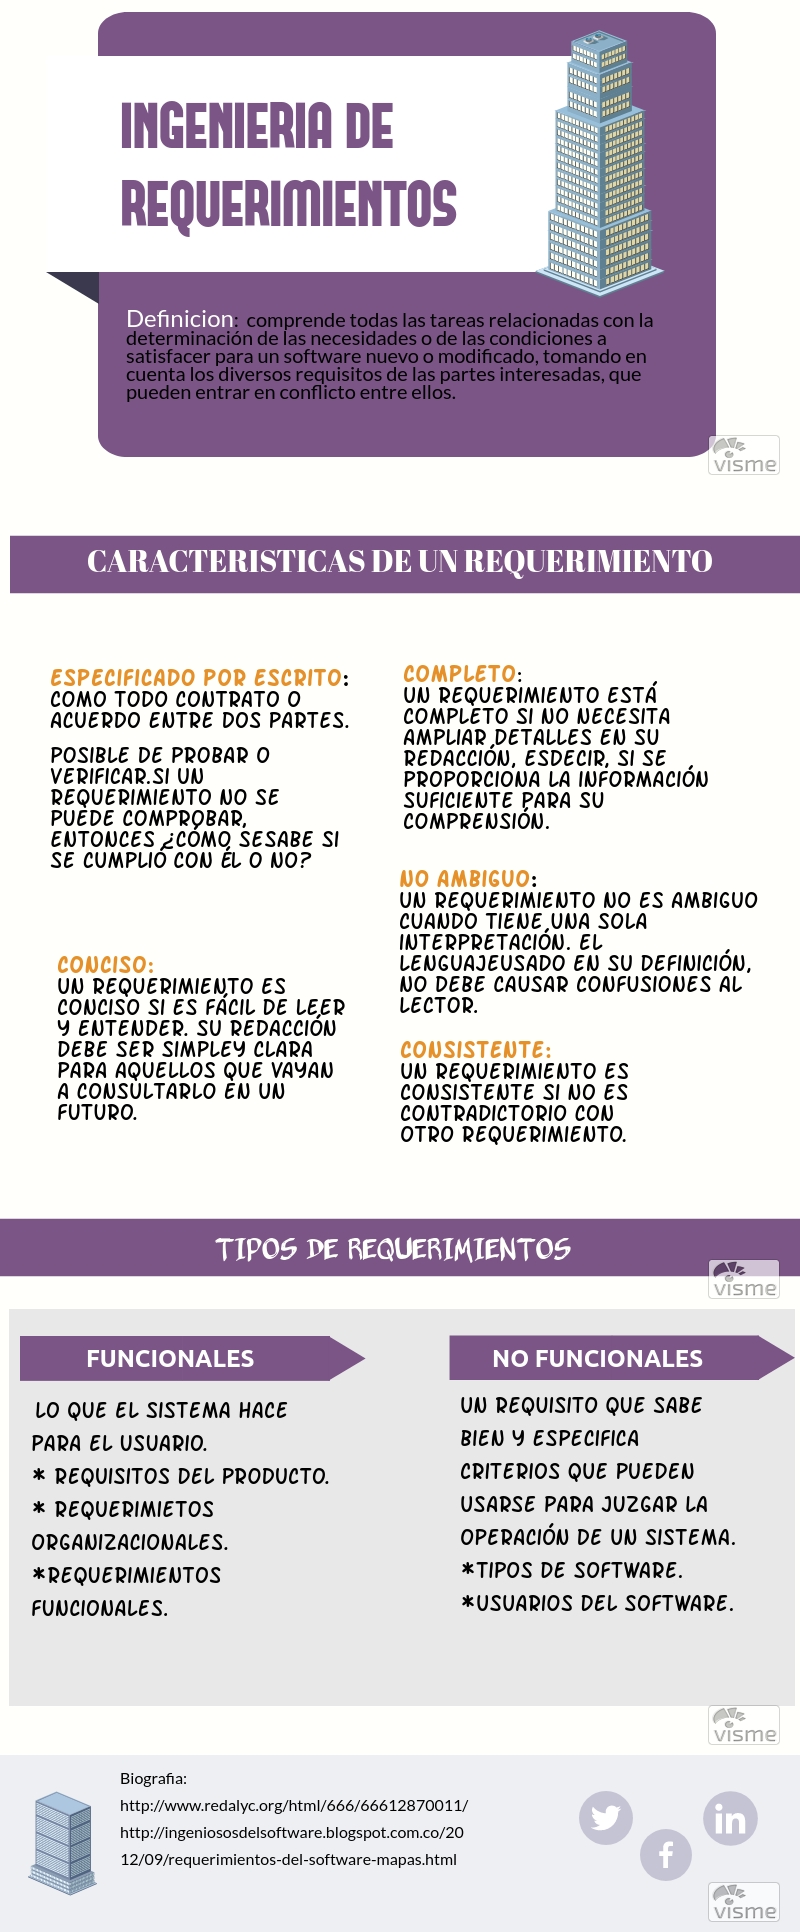 INGENIERIA DE
REQUERIMIENTOS
Definicion:  comprende todas las tareas relacionadas con la
determinación de las necesidades o de las condiciones a
satisfacer para un software nuevo o modificado, tomando en
cuenta los diversos requisitos de las partes interesadas, que
pueden entrar en conflicto entre ellos.
visme
CARACTERISTICAS DE UN REQUERIMIENTO
ESPECIFICADO POR ESCRITO:
COMO TODO CONTRATO O
ACUERDO ENTRE DOS PARTES.
POSIBLE DE PROBAR O
VERIFICAR.SI UN
REQUERIMIENTO NO SE
PUEDE COMPROBAR,
ENTONCES ¿CÓMO SESABE SI
SE CUMPLIÓ CON ÉL O NO?
CONCISO:
UN REQUERIMIENTO ES
CONCISO SI ES FÁCIL DE LEER
Y ENTENDER. SU REDACCIÓN
DEBE SER SIMPLEY CLARA
PARA AQUELLOS QUE VAYAN
A CONSULTARLO EN UN
FUTURO.
COMPLETO:
UN REQUERIMIENTO ESTÁ
COMPLETO SI NO NECESITA
AMPLIAR DETALLES EN SU
REDACCIÓN, ESDECIR, SI SE
PROPORCIONA LA INFORMACIÓN
SUFICIENTE PARA SU
COMPRENSIÓN.
NO AMBIGUO:
UN REQUERIMIENTO NO ES AMBIGUO
CUANDO TIENE UNA SOLA
INTERPRETACIÓN. EL
LENGUAJEUSADO EN SU DEFINICIÓN,
NO DEBE CAUSAR CONFUSIONES AL
LECTOR.
CONSISTENTE:
UN REQUERIMIENTO ES
CONSISTENTE SI NO ES
CONTRADICTORIO CON
OTRO REQUERIMIENTO.
TIPOS DE REQUERIMIENTOS
visme
FUNCIONALES
LO QUE EL SISTEMA HACE
PARA EL USUARIO.
* REQUISITOS DEL PRODUCTO.
* REQUERIMIETOS
ORGANIZACIONALES.
*REQUERIMIENTOS
FUNCIONALES.
NO FUNCIONALES
UN REQUISITO QUE SABE
BIEN Y ESPECIFICA
CRITERIOS QUE PUEDEN
USARSE PARA JUZGAR LA
OPERACIÓN DE UN SISTEMA.
*TIPOS DE SOFTWARE.
*USUARIOS DEL SOFTWARE.
visme
Biografia:
http://www.redalyc.org/html/666/66612870011/
http://ingeniososdelsoftware.blogspot.com.co/20
12/09/requerimientos-del-software-mapas.html
in
f
visme